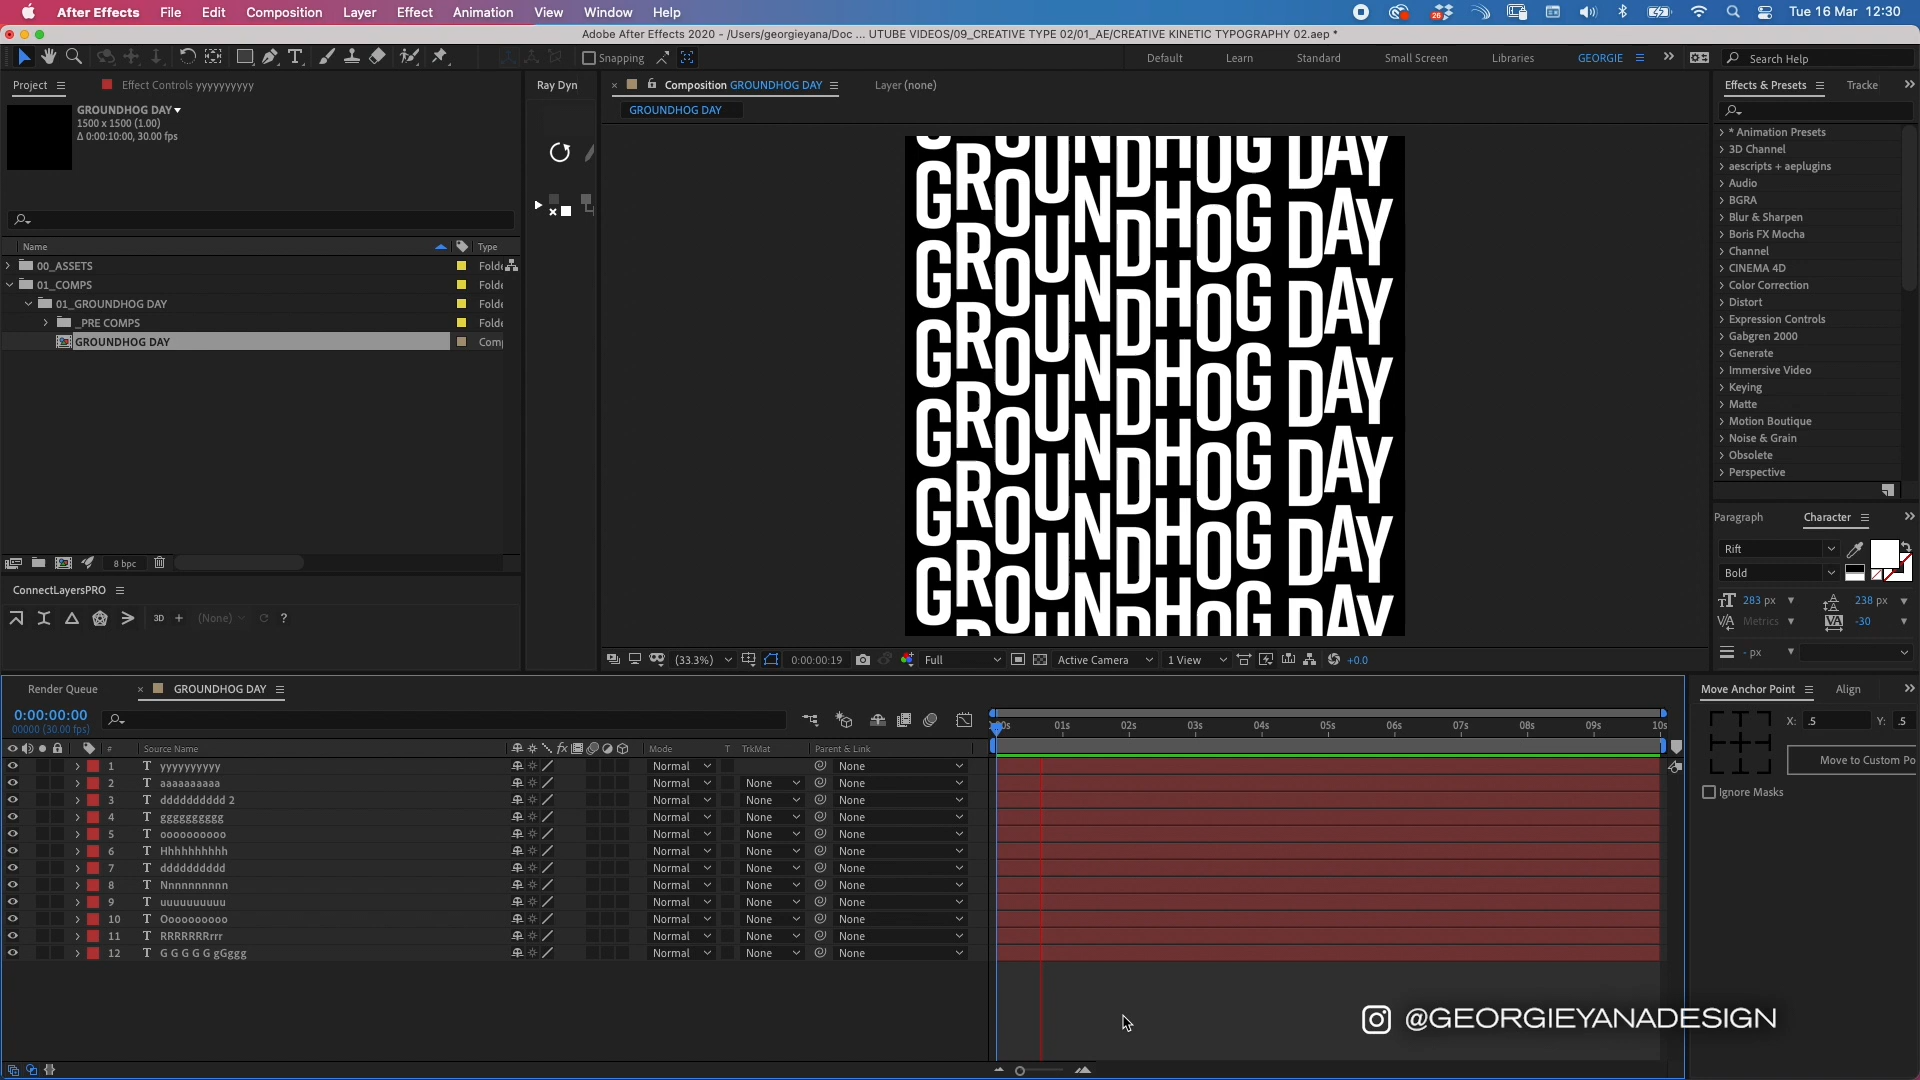 After Effects File Edit Composition Layer Effect Animation View Window Help
26
Tue 16 Mar 12:30
Adobe After Effects 2020 - /Users/georgieyana/Doc ... UTUBE VIDEOS/09_CREATIVE TYPE 02/01_AE/CREATIVE KINETIC TYPOGRAPHY 02.aep *
Snapping
Default Learn Standard Small Screen Libraries GEORGIE
Search Help
Project
Effect Controls yyyyyyyyyy
GROUNDHOG DAY
1500 x 1500 (1.00)
Δ 0:00:10:00, 30.00 fps
Name Type
00_ASSETS Folde
01_COMPS Folde
01_GROUNDHOG DAY Folde
_PRE COMPS Folde
GROUNDHOG DAY Comp
8 bpc
ConnectLayersPRO
3D + (None) ?
Ray Dyn
Composition GROUNDHOG DAY
Layer (none)
GROUNDHOG DAY
GROUNDHOG DAY
GROUNDHOG DAY
GROUNDHOG DAY
GROUNDHOG DAY
GROUNDHOG DAY
GROUNDHOG DAY
(33.3%) 0:00:00:19 Full Active Camera 1 View +0.0
Effects & Presets
Tracke
* Animation Presets
3D Channel
aescripts + aeplugins
Audio
BGRA
Blur & Sharpen
Boris FX Mocha
Channel
CINEMA 4D
Color Correction
Distort
Expression Controls
Gabgren 2000
Generate
Immersive Video
Keying
Matte
Motion Boutique
Noise & Grain
Obsolete
Perspective
Paragraph Character
Rift
Bold
283 px 238 px
Metrics -30
- px
Render Queue
GROUNDHOG DAY
0:00:00:00
00000 (30.00 fps)
# Source Name Mode T TrkMat Parent & Link
1 yyyyyyyyyy Normal None
2 aaaaaaaaaa Normal None None
3 dddddddddd 2 Normal None None
4 gggggggggg Normal None None
5 oooooooooo Normal None None
6 Hhhhhhhhhh Normal None None
7 dddddddddd Normal None None
8 Nnnnnnnnnn Normal None None
9 uuuuuuuuuu Normal None None
10 Oooooooooo Normal None None
11 RRRRRRRrrr Normal None None
12 G G G G G gGggg Normal None None
01s 02s 03s 04s 05s 06s 07s 08s 09s 10s
Move Anchor Point
Align
X: .5 Y: .5
Move to Custom Po
Ignore Masks
@GEORGIEYANADESIGN